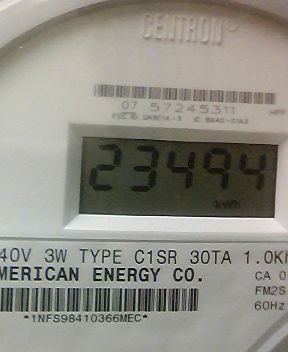 CENTRON®
07 57245311
23494
kWh
40V 3W TYPE C1SR 30TA 1.0Kh
MERICAN ENERGY CO.
CA 0
FM2S
60Hz
*1NFS98410366MEC*